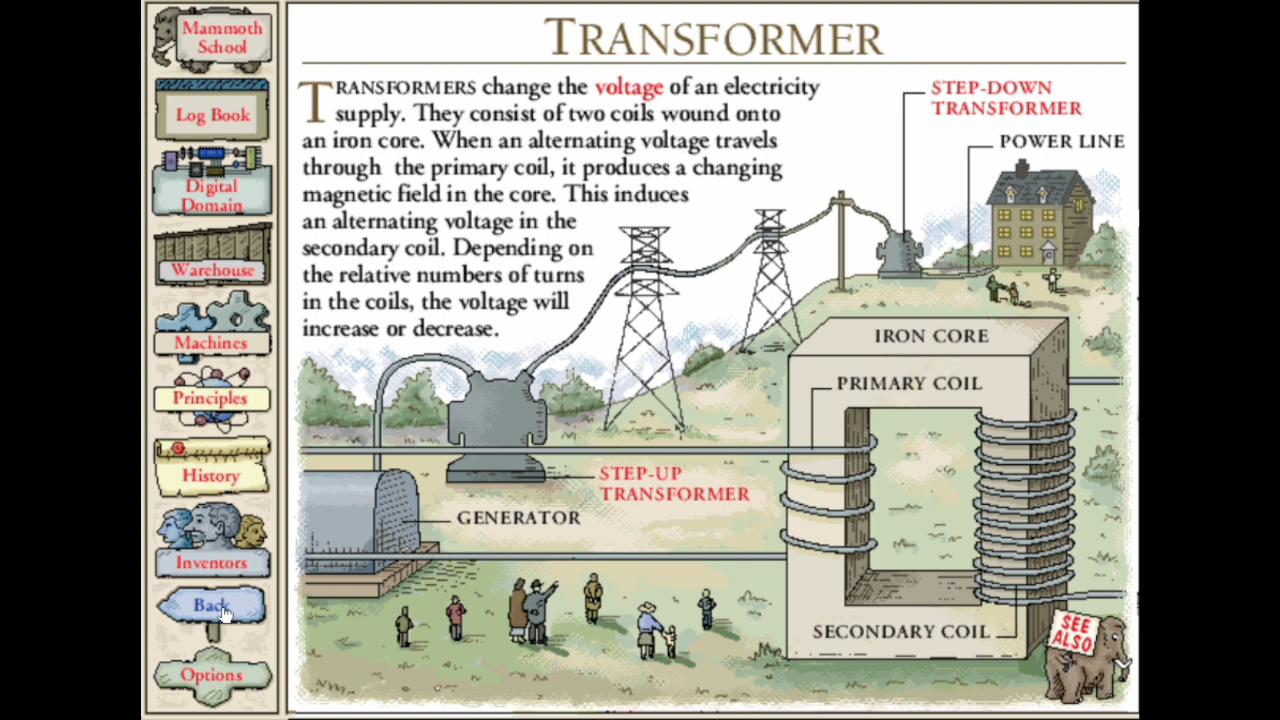 Mammoth
School
Log Book
Digital
Domain
Warehouse
Machines
Principles
History
Inventors
Back
Options
TRANSFORMER
TRANSFORMERS change the voltage of an electricity
supply. They consist of two coils wound onto
an iron core. When an alternating voltage travels
through the primary coil, it produces a changing
magnetic field in the core. This induces
an alternating voltage in the
secondary coil. Depending on
the relative numbers of turns
in the coils, the voltage will
increase or decrease.
STEP-DOWN
TRANSFORMER
POWER LINE
IRON CORE
PRIMARY COIL
STEP-UP
TRANSFORMER
GENERATOR
SECONDARY COIL
SEE
ALSO